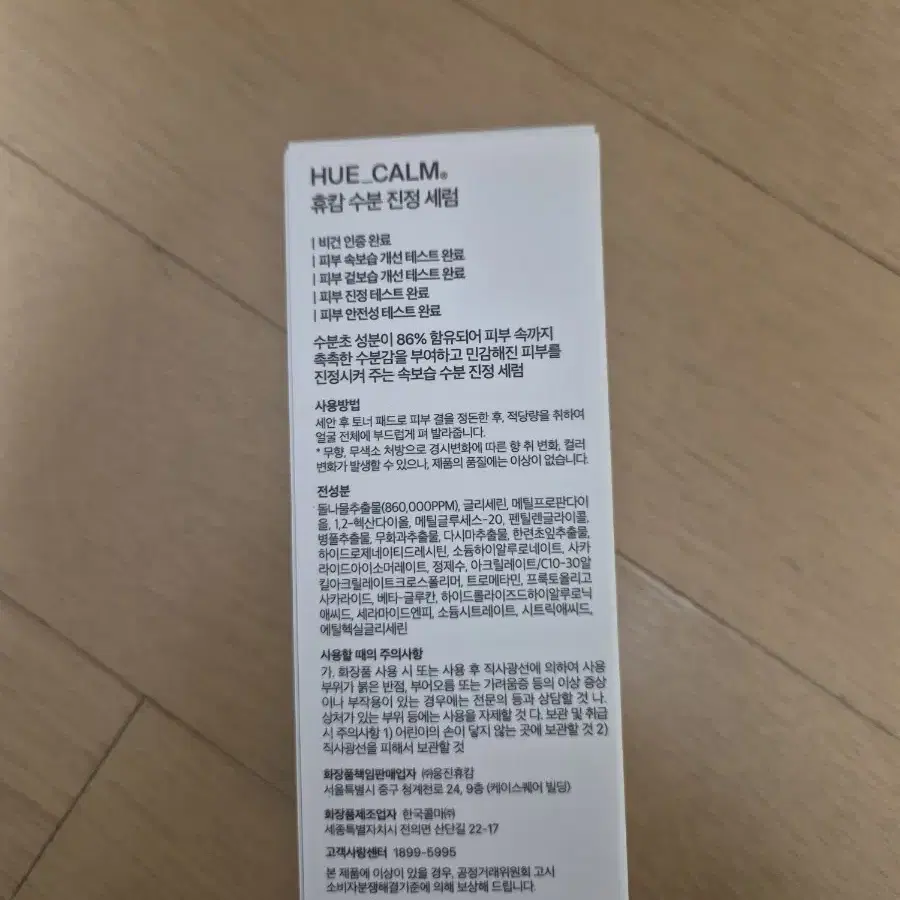 HUE_CALM®
휴캄 수분 진정 세럼
| 비건 인증 완료
| 피부 속보습 개선 테스트 완료
| 피부 겉보습 개선 테스트 완료
| 피부 진정 테스트 완료
| 피부 안전성 테스트 완료
수분초 성분이 86% 함유되어 피부 속까지
촉촉한 수분감을 부여하고 민감해진 피부를
진정시켜 주는 속보습 수분 진정 세럼
사용방법
세안 후 토너 패드로 피부 결을 정돈한 후, 적당량을 취하여
얼굴 전체에 부드럽게 펴 발라줍니다.
* 무향, 무색소 처방으로 경시변화에 따른 향 취 변화, 컬러
변화가 발생할 수 있으나, 제품의 품질에는 이상이 없습니다.
전성분
돌나물추출물(860,000PPM), 글리세린, 메틸프로판다이
올, 1,2-헥산다이올, 메틸글루세스-20, 펜틸렌글라이콜,
병풀추출물, 무화과추출물, 다시마추출물, 한련초잎추출물,
하이드로제네이티드레시틴, 소듐하이알루로네이트, 사카
라이드아이소머레이트, 정제수, 아크릴레이트/C10-30알
킬아크릴레이트크로스폴리머, 트로메타민, 프룩토올리고
사카라이드, 베타-글루칸, 하이드롤라이즈드하이알루로닉
애씨드, 세라마이드엔피, 소듐시트레이트, 시트릭애씨드,
에틸헥실글리세린
사용할 때의 주의사항
가. 화장품 사용 시 또는 사용 후 직사광선에 의하여 사용
부위가 붉은 반점, 부어오름 또는 가려움증 등의 이상 증상
이나 부작용이 있는 경우에는 전문의 등과 상담할 것 나.
상처가 있는 부위 등에는 사용을 자제할 것 다. 보관 및 취급
시 주의사항 1) 어린이의 손이 닿지 않는 곳에 보관할 것 2)
직사광선을 피해서 보관할 것
화장품책임판매업자 ㈜웅진휴캄
서울특별시 중구 청계천로 24, 9층 (케이스퀘어 빌딩)
화장품제조업자 한국콜마㈜
세종특별자치시 전의면 산단길 22-17
고객사랑센터 1899-5995
본 제품에 이상이 있을 경우, 공정거래위원회 고시
소비자분쟁해결기준에 의해 보상해 드립니다.